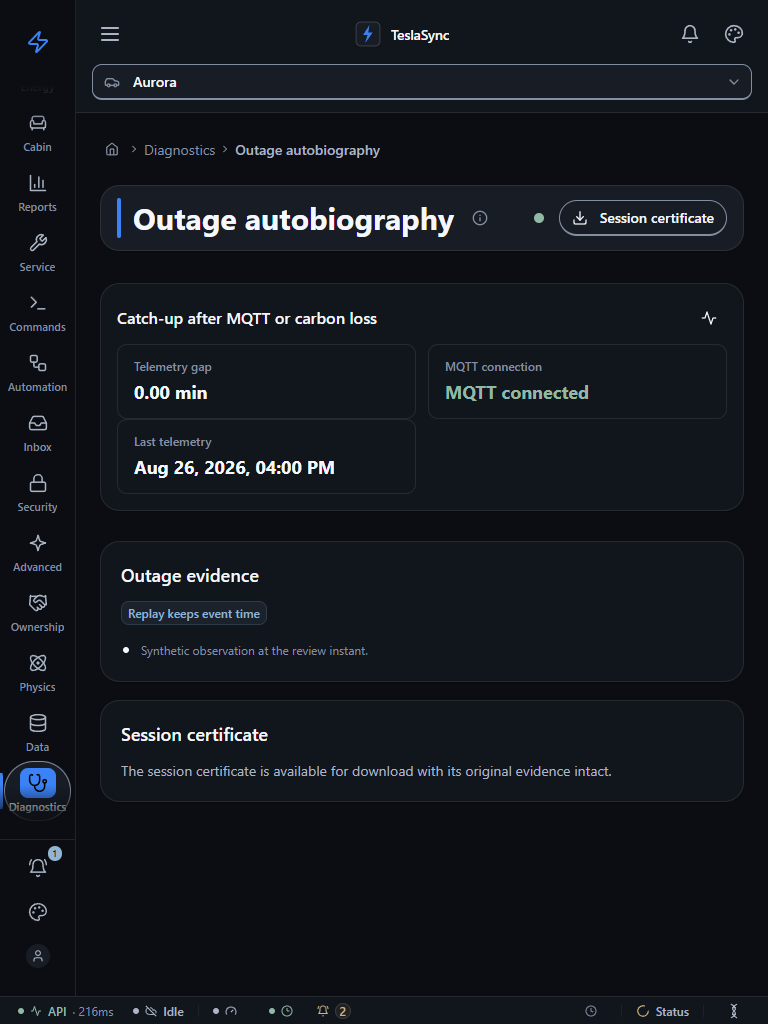 TeslaSync
Aurora
Energy
Cabin
Reports
Service
Commands
Automation
Inbox
Security
Advanced
Ownership
Physics
Data
Diagnostics
1
Diagnostics
Outage autobiography
Outage autobiography
Session certificate
Catch-up after MQTT or carbon loss
Telemetry gap
0.00 min
MQTT connection
MQTT connected
Last telemetry
Aug 26, 2026, 04:00 PM
Outage evidence
Replay keeps event time
Synthetic observation at the review instant.
Session certificate
The session certificate is available for download with its original evidence intact.
API · 216ms
Idle
2
Status